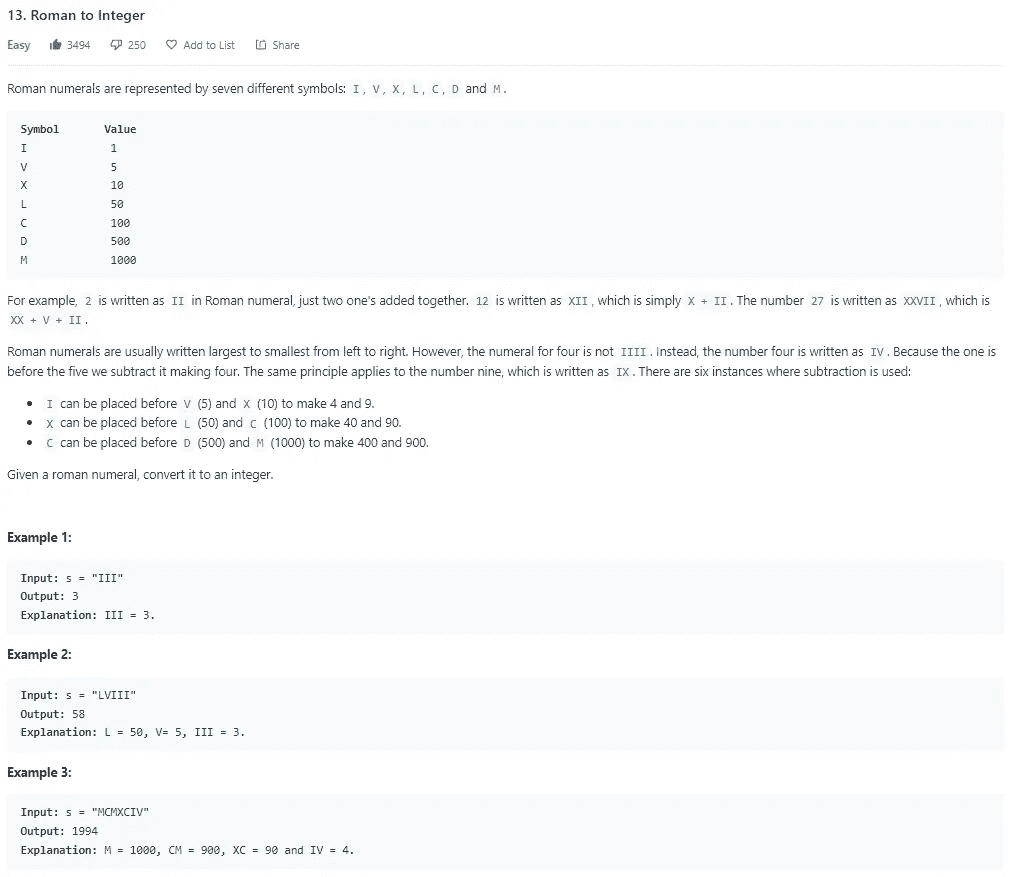 13. Roman to Integer
Easy 3494 250 Add to List Share
Roman numerals are represented by seven different symbols: I, V, X, L, C, D and M.
Symbol Value
I 1
V 5
X 10
L 50
C 100
D 500
M 1000
For example, 2 is written as II in Roman numeral, just two one's added together. 12 is written as XII, which is simply X + II. The number 27 is written as XXVII, which is
XX + V + II.
Roman numerals are usually written largest to smallest from left to right. However, the numeral for four is not IIII. Instead, the number four is written as IV. Because the one is
before the five we subtract it making four. The same principle applies to the number nine, which is written as IX. There are six instances where subtraction is used:
• I can be placed before V (5) and X (10) to make 4 and 9.
• X can be placed before L (50) and C (100) to make 40 and 90.
• C can be placed before D (500) and M (1000) to make 400 and 900.
Given a roman numeral, convert it to an integer.
Example 1:
Input: s = "III"
Output: 3
Explanation: III = 3.
Example 2:
Input: s = "LVIII"
Output: 58
Explanation: L = 50, V= 5, III = 3.
Example 3:
Input: s = "MCMXCIV"
Output: 1994
Explanation: M = 1000, CM = 900, XC = 90 and IV = 4.